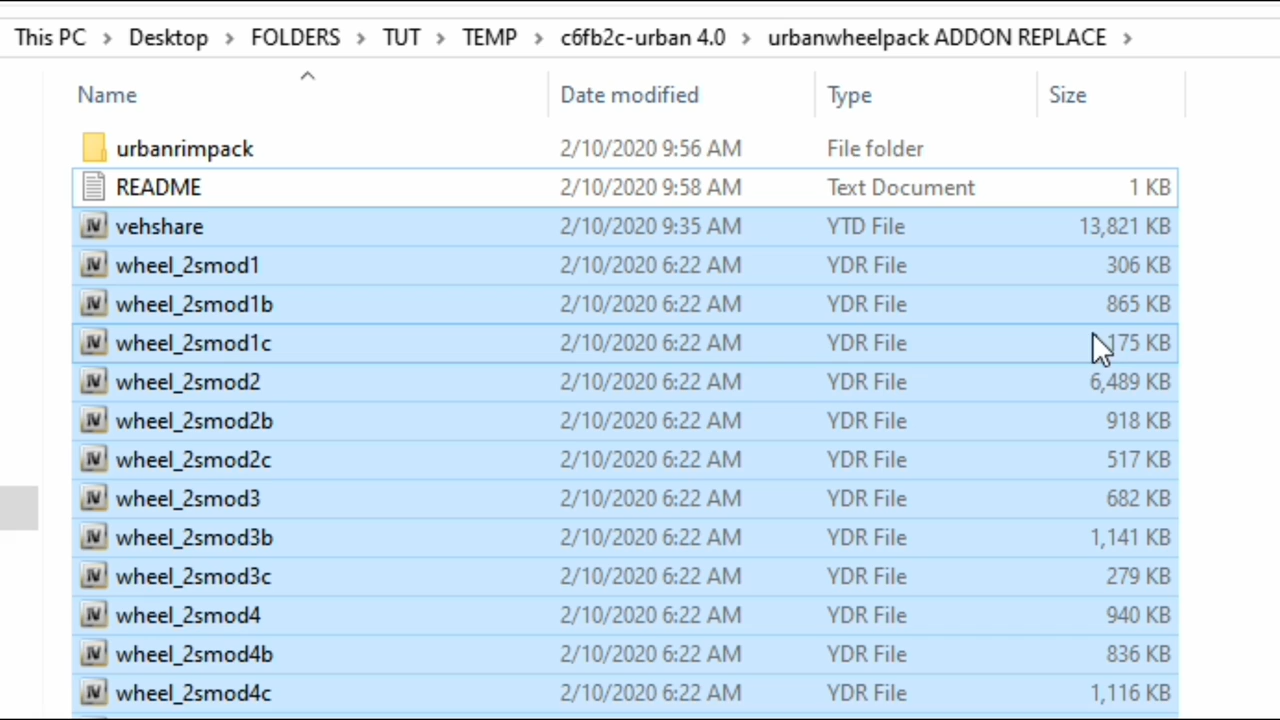 This PC > Desktop > FOLDERS > TUT > TEMP > c6fb2c-urban 4.0 > urbanwheelpack ADDON REPLACE >
Name Date modified Type Size
urbanrimpack 2/10/2020 9:56 AM File folder
README 2/10/2020 9:58 AM Text Document 1 KB
vehshare 2/10/2020 9:35 AM YTD File 13,821 KB
wheel_2smod1 2/10/2020 6:22 AM YDR File 306 KB
wheel_2smod1b 2/10/2020 6:22 AM YDR File 865 KB
wheel_2smod1c 2/10/2020 6:22 AM YDR File 175 KB
wheel_2smod2 2/10/2020 6:22 AM YDR File 6,489 KB
wheel_2smod2b 2/10/2020 6:22 AM YDR File 918 KB
wheel_2smod2c 2/10/2020 6:22 AM YDR File 517 KB
wheel_2smod3 2/10/2020 6:22 AM YDR File 682 KB
wheel_2smod3b 2/10/2020 6:22 AM YDR File 1,141 KB
wheel_2smod3c 2/10/2020 6:22 AM YDR File 279 KB
wheel_2smod4 2/10/2020 6:22 AM YDR File 940 KB
wheel_2smod4b 2/10/2020 6:22 AM YDR File 836 KB
wheel_2smod4c 2/10/2020 6:22 AM YDR File 1,116 KB